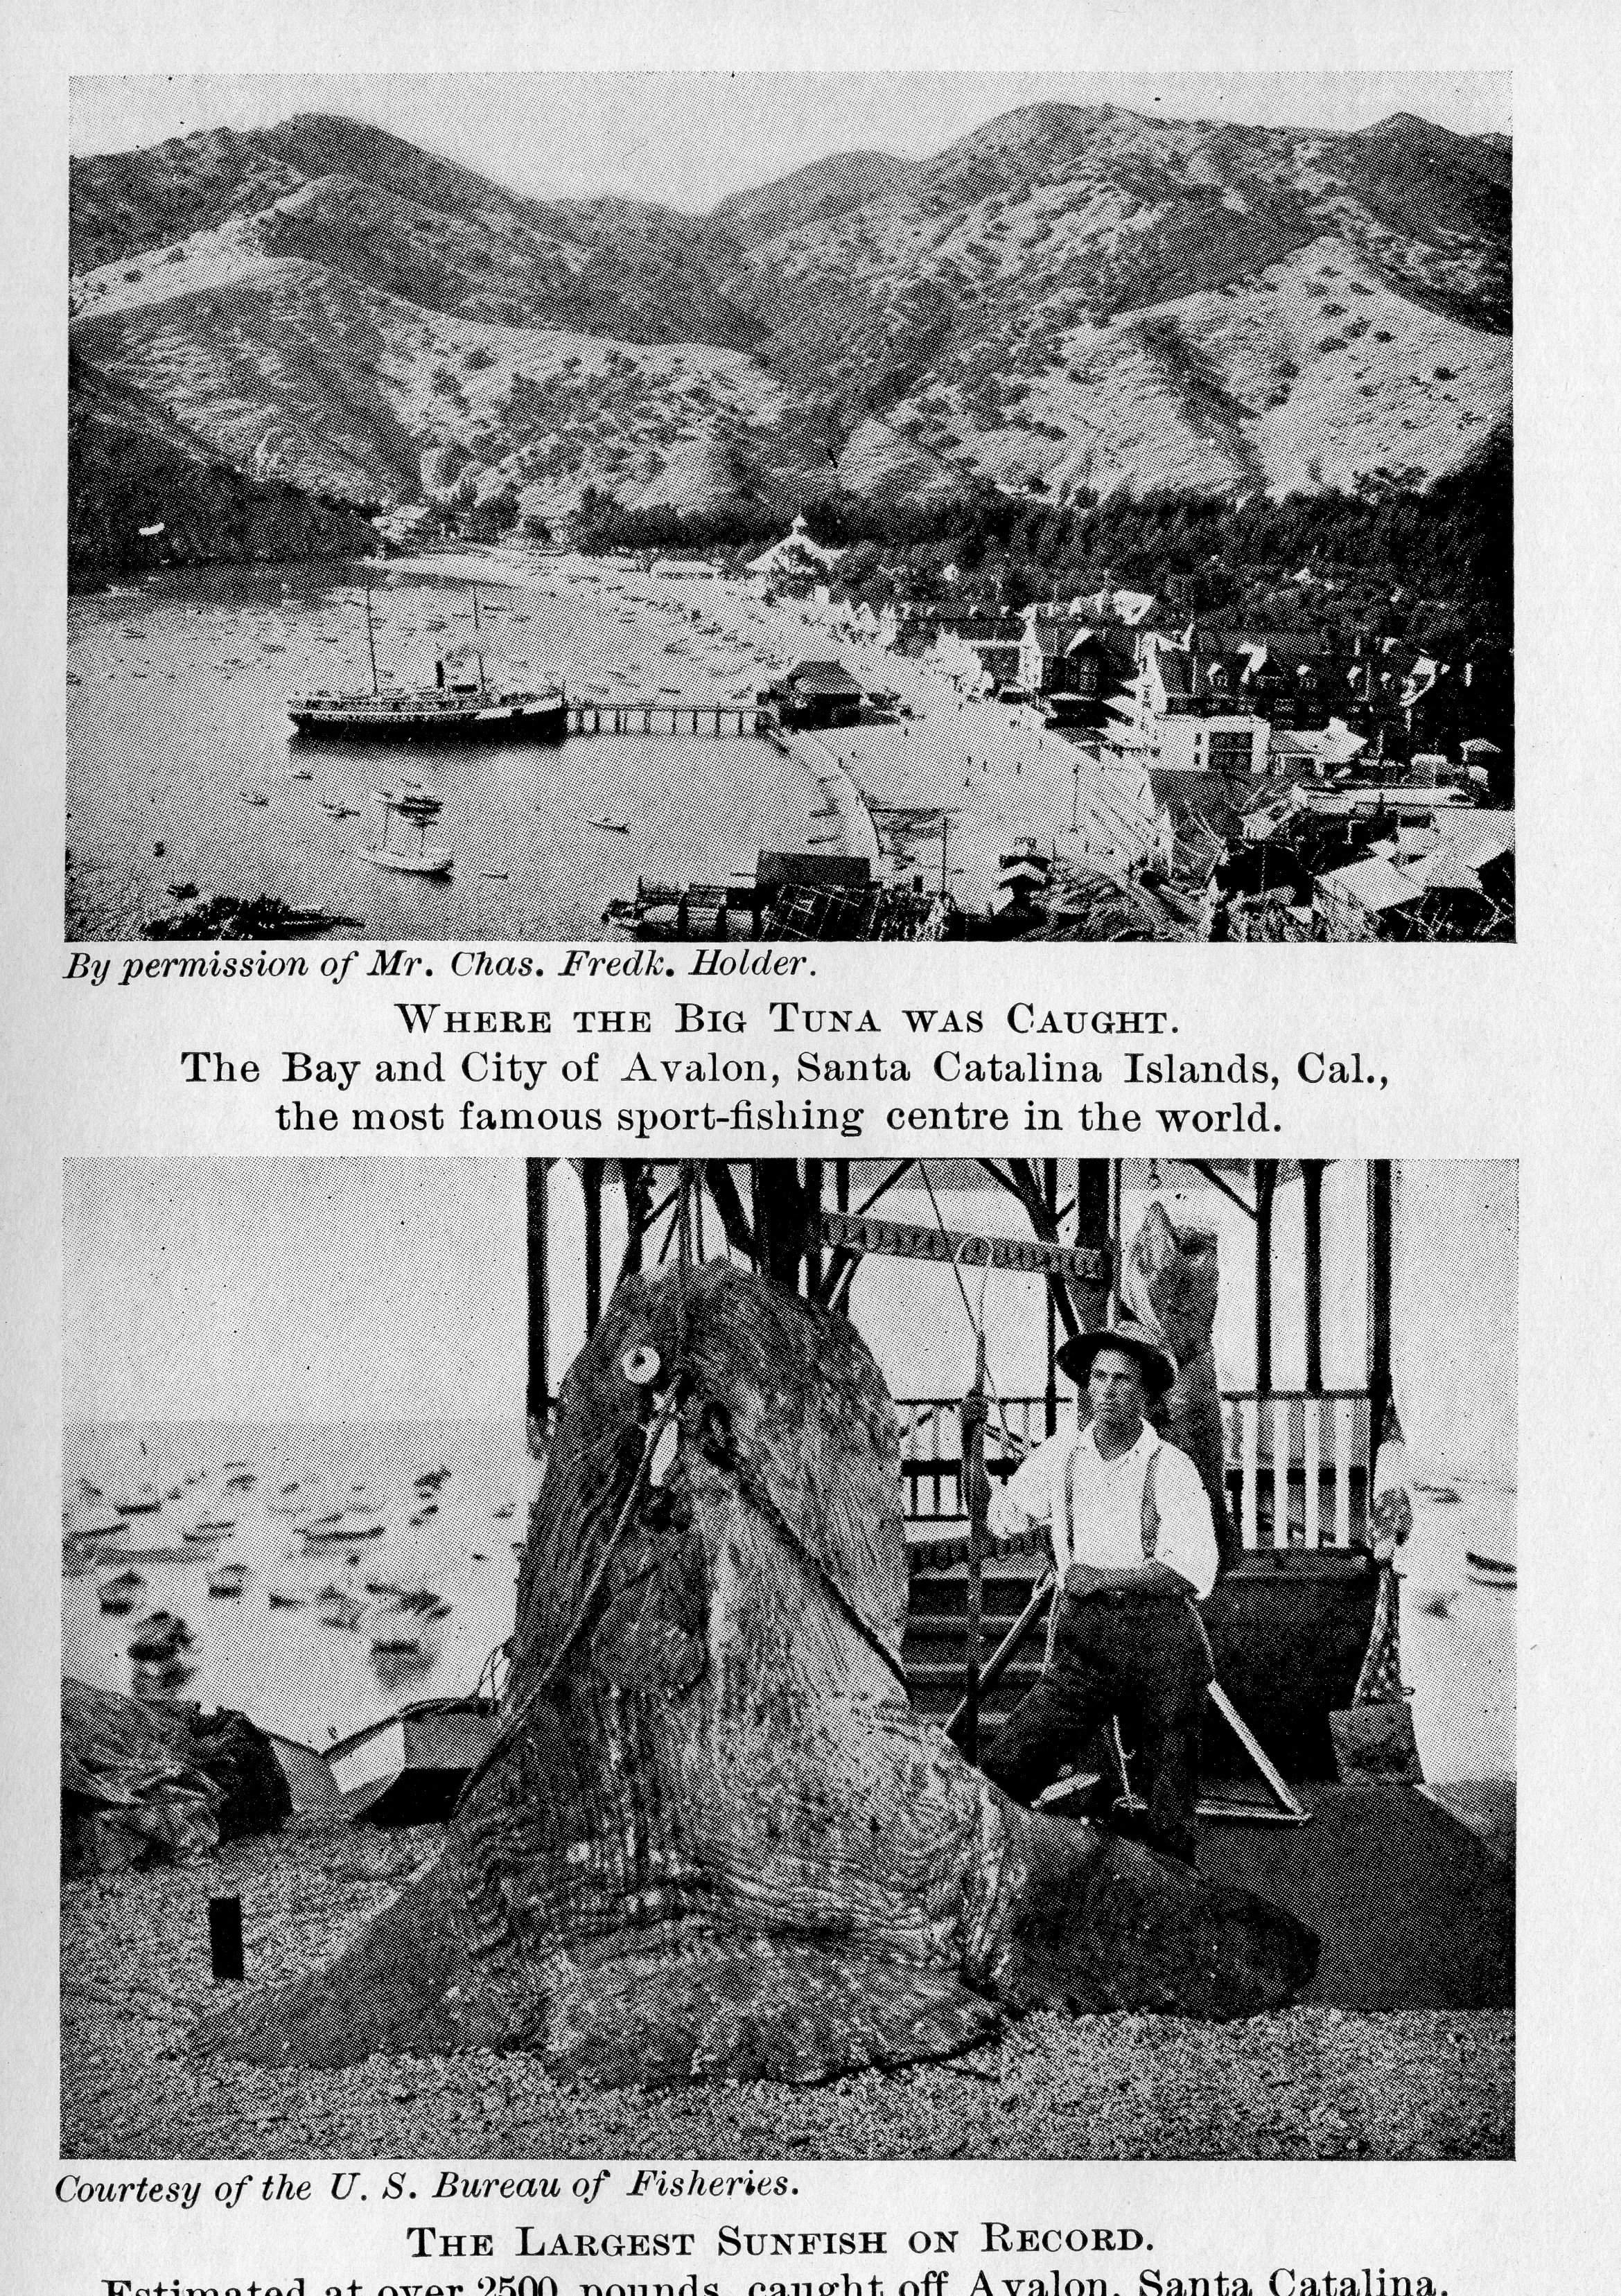 By permission of Mr. Chas. Fredk. Holder.
WHERE THE BIG TUNA WAS CAUGHT.
The Bay and City of Avalon, Santa Catalina Islands, Cal.,
the most famous sport-fishing centre in the world.
Courtesy of the U. S. Bureau of Fisheries.
THE LARGEST SUNFISH ON RECORD.
Estimated at over 2500 pounds, caught off Avalon, Santa Catalina.